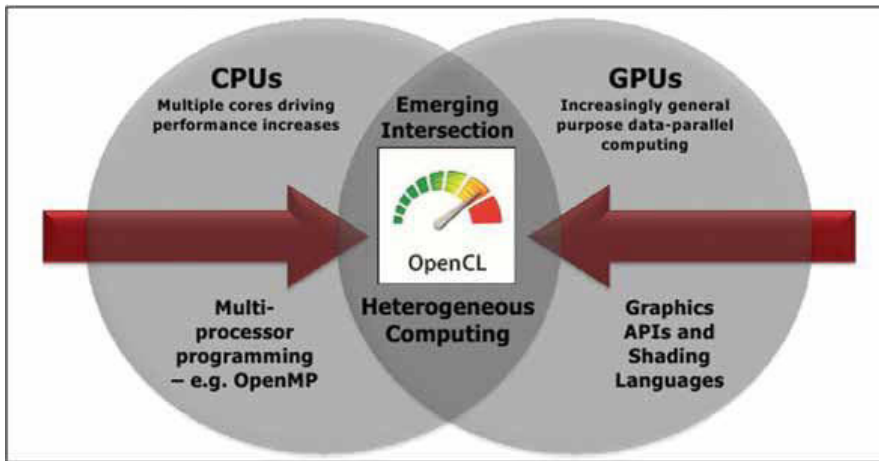 CPUs
Multiple cores driving
performance increases
Multi-
processor
programming
– e.g. OpenMP
Emerging
Intersection
OpenCL
Heterogeneous
Computing
GPUs
Increasingly general
purpose data-parallel
computing
Graphics
APIs and
Shading
Languages